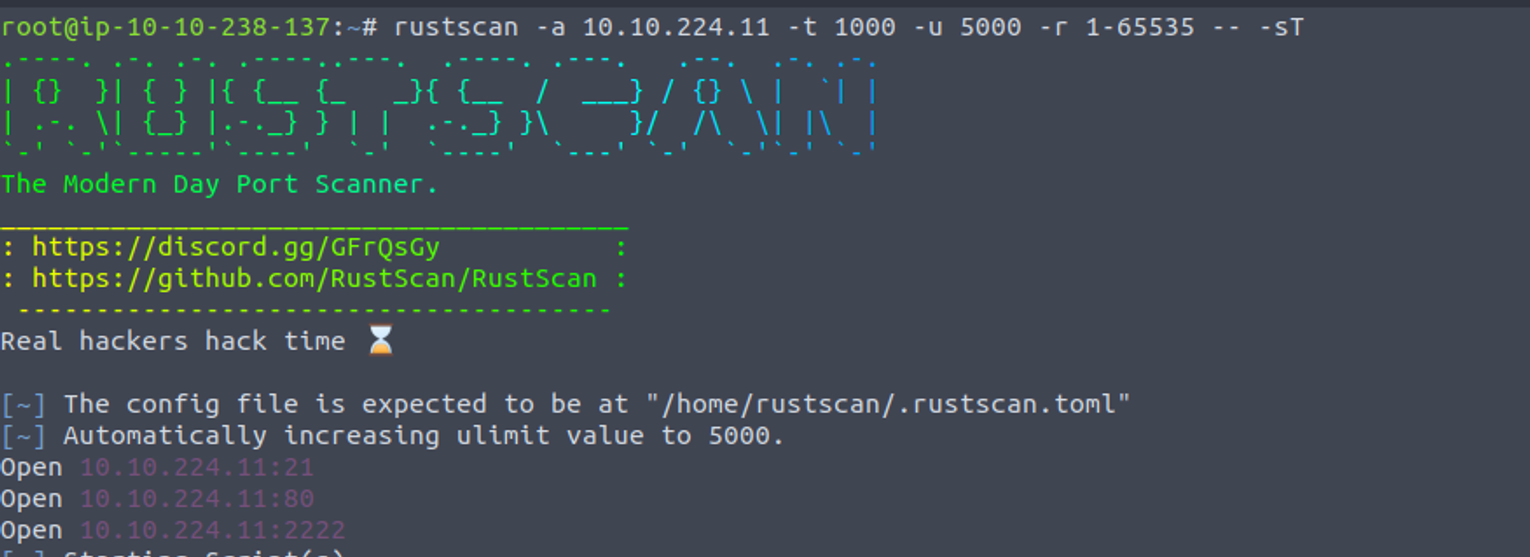 root@ip-10-10-238-137:~# rustscan -a 10.10.224.11 -t 1000 -u 5000 -r 1-65535 -- -sT
.----. .-. .-. .----..---.  .----. .---.   .--.  .-. .-.
| {}  }| { } |{ {__ {_   _}{ {__  /  ___} / {} \ |  `| |
| .-. \| {_} |.-._} } | |  .-._} }\     }/  /\  \| |\  |
`-' `-'`-----'`----'  `-'  `----'  `---' `-'  `-'`-' `-'
The Modern Day Port Scanner.
________________________________________
: https://discord.gg/GFrQsGy           :
: https://github.com/RustScan/RustScan :
 --------------------------------------
Real hackers hack time ⌛
[~] The config file is expected to be at "/home/rustscan/.rustscan.toml"
[~] Automatically increasing ulimit value to 5000.
Open 10.10.224.11:21
Open 10.10.224.11:80
Open 10.10.224.11:2222
[~] Starting Script(s)